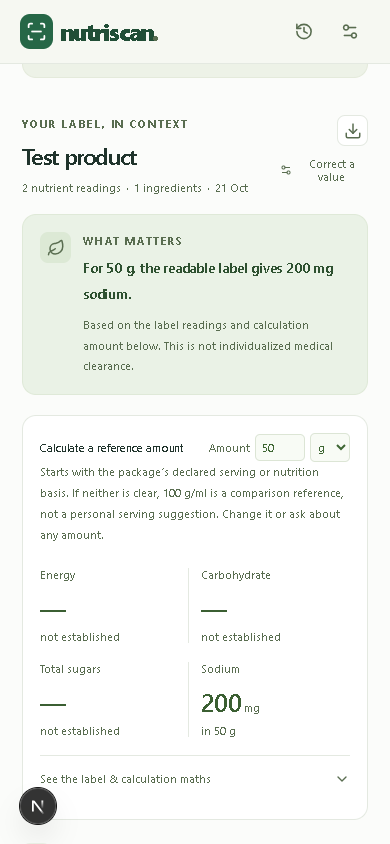 nutriscan.
YOUR LABEL, IN CONTEXT
Test product
2 nutrient readings · 1 ingredients · 21 Oct
Correct a
value
WHAT MATTERS
For 50 g, the readable label gives 200 mg
sodium.
Based on the label readings and calculation
amount below. This is not individualized medical
clearance.
Calculate a reference amount
Amount 50 g
Starts with the package's declared serving or nutrition
basis. If neither is clear, 100 g/ml is a comparison reference,
not a personal serving suggestion. Change it or ask about
any amount.
Energy
—
not established
Carbohydrate
—
not established
Total sugars
—
not established
Sodium
200 mg
in 50 g
See the label & calculation maths
N